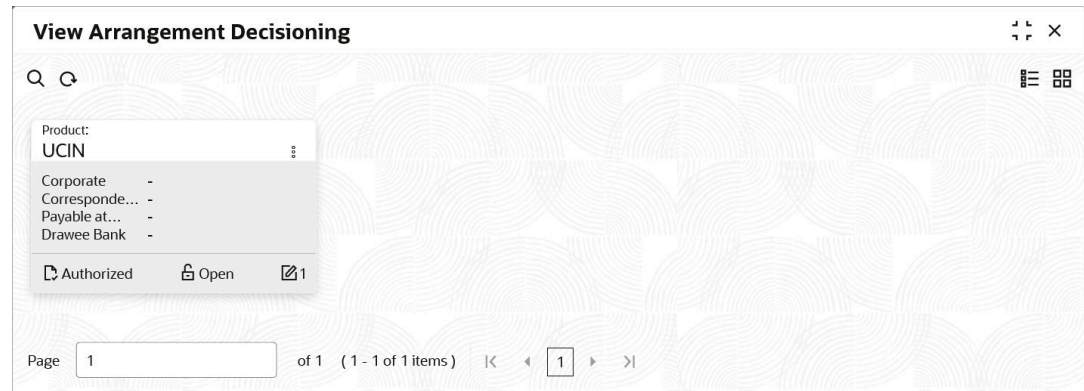 View Arrangement Decisioning
Product:
UCIN
Corporate -
Corresponde... -
Payable at... -
Drawee Bank -
Authorized Open 1
Page 1 of 1 ( 1 - 1 of 1 items ) 1